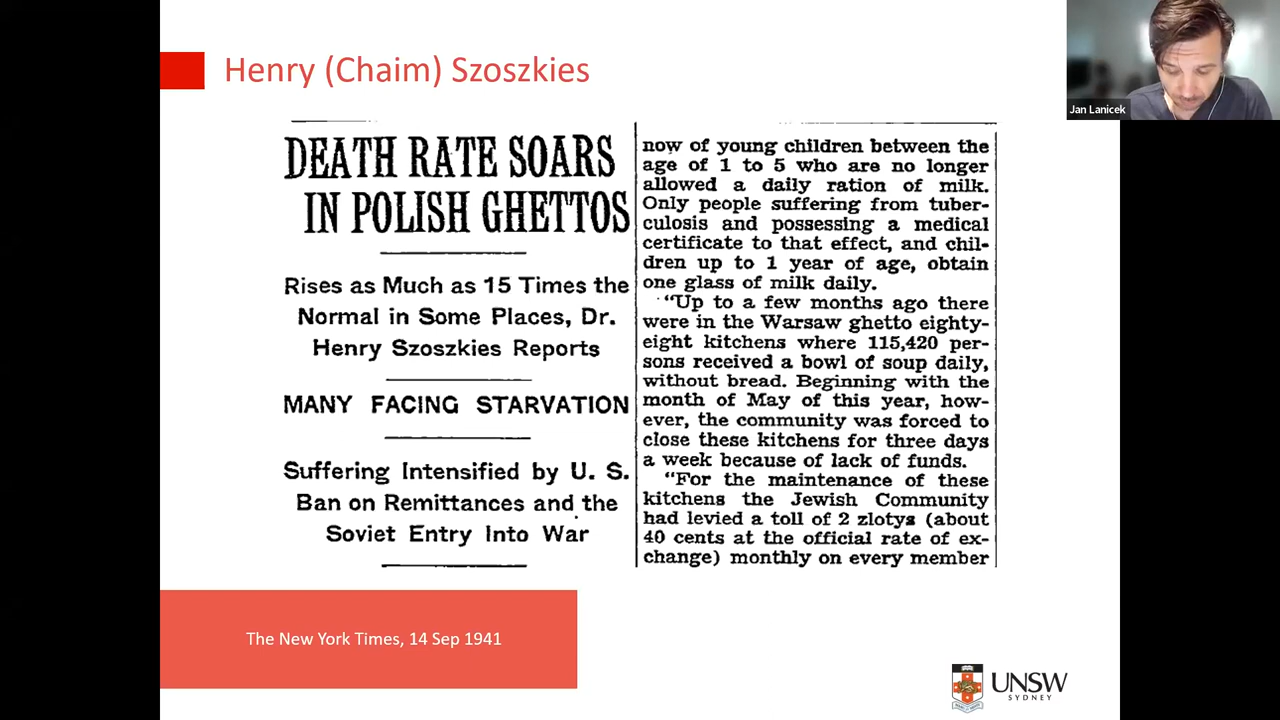 Henry (Chaim) Szoszkies
Jan Lanicek
DEATH RATE SOARS
IN POLISH GHETTOS
Rises as Much as 15 Times the
Normal in Some Places, Dr.
Henry Szoszkies Reports
MANY FACING STARVATION
Suffering Intensified by U. S.
Ban on Remittances and the
Soviet Entry Into War
now of young children between the
age of 1 to 5 who are no longer
allowed a daily ration of milk.
Only people suffering from tuber-
culosis and possessing a medical
certificate to that effect, and chil-
dren up to 1 year of age, obtain
one glass of milk daily.
"Up to a few months ago there
were in the Warsaw ghetto eighty-
eight kitchens where 115,420 per-
sons received a bowl of soup daily,
without bread. Beginning with the
month of May of this year, how-
ever, the community was forced to
close these kitchens for three days
a week because of lack of funds.
"For the maintenance of these
kitchens the Jewish Community
had levied a toll of 2 zlotys (about
40 cents at the official rate of ex-
change) monthly on every member
The New York Times, 14 Sep 1941
UNSW
SYDNEY